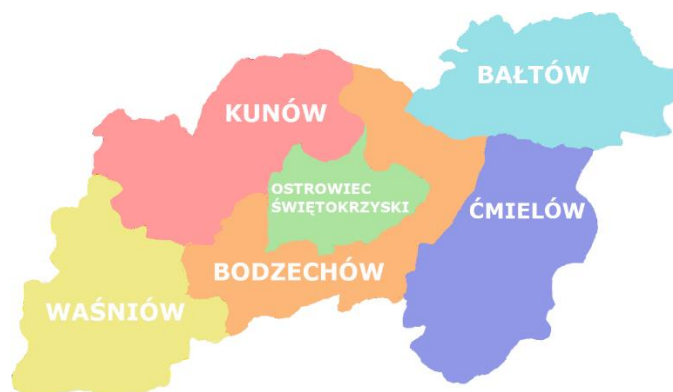 BAŁTÓW
KUNÓW
OSTROWIEC
ŚWIĘTOKRZYSKI
ĆMIELÓW
BODZECHÓW
WAŚNIÓW